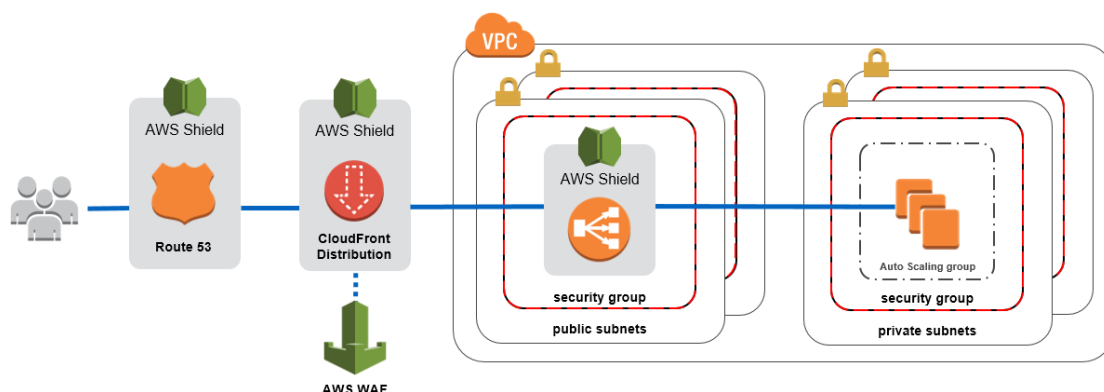 VPC
AWS Shield
AWS Shield
AWS Shield
Route 53
CloudFront
Distribution
Auto Scaling group
security group
security group
public subnets
private subnets
AWS WAF